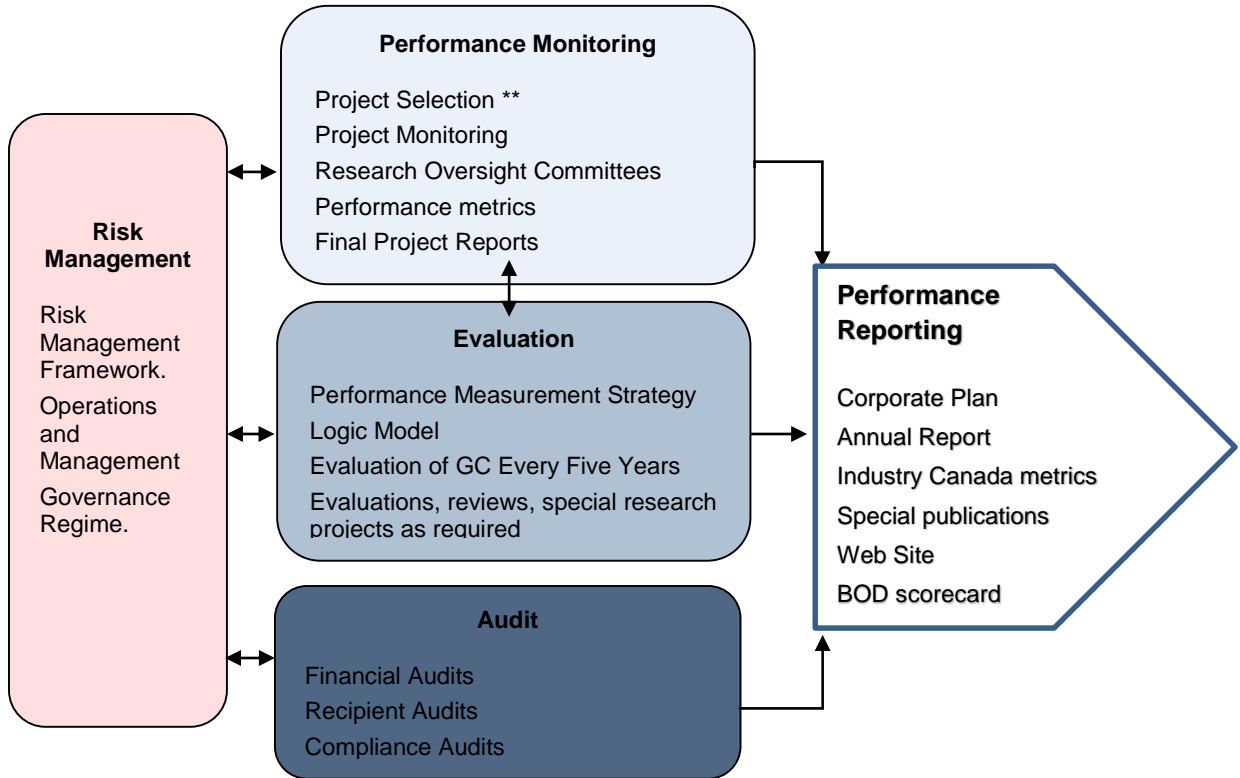 Performance Monitoring
Project Selection **
Project Monitoring
Research Oversight Committees
Performance metrics
Final Project Reports
Risk
Management
Risk
Management
Framework.
Operations
and
Management
Governance
Regime.
Evaluation
Performance Measurement Strategy
Logic Model
Evaluation of GC Every Five Years
Evaluations, reviews, special research
projects as required
Audit
Financial Audits
Recipient Audits
Compliance Audits
Performance
Reporting
Corporate Plan
Annual Report
Industry Canada metrics
Special publications
Web Site
BOD scorecard